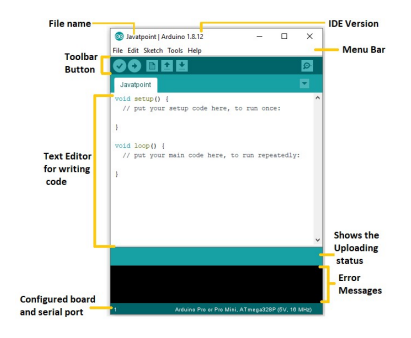 File name
IDE Version
Javatpoint | Arduino 1.8.12
File Edit Sketch Tools Help
Menu Bar
Toolbar
Button
Javatpoint
void setup() {
// put your setup code here, to run once:
}
void loop() {
// put your main code here, to run repeatedly:
}
Text Editor
for writing
code
Shows the
Uploading
status
Error
Messages
Configured board
and serial port
1
Arduino Pro or Pro Mini, ATmega328P (5V, 16 MHz)